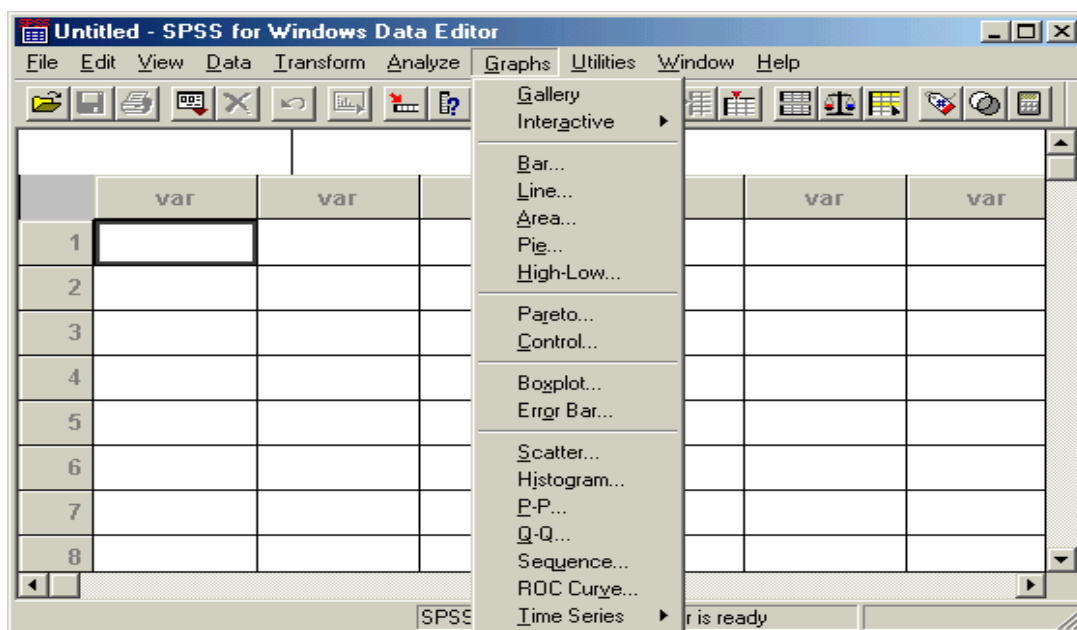 Untitled - SPSS for Windows Data Editor
File Edit View Data Transform Analyze Graphs Utilities Window Help
Gallery
Interactive
Bar...
Line...
Area...
Pie...
High-Low...
Pareto...
Control...
Boxplot...
Error Bar...
Scatter...
Histogram...
P-P...
Q-Q...
Sequence...
ROC Curve...
Time Series
var var var var
1
2
3
4
5
6
7
8
SPSS r is ready